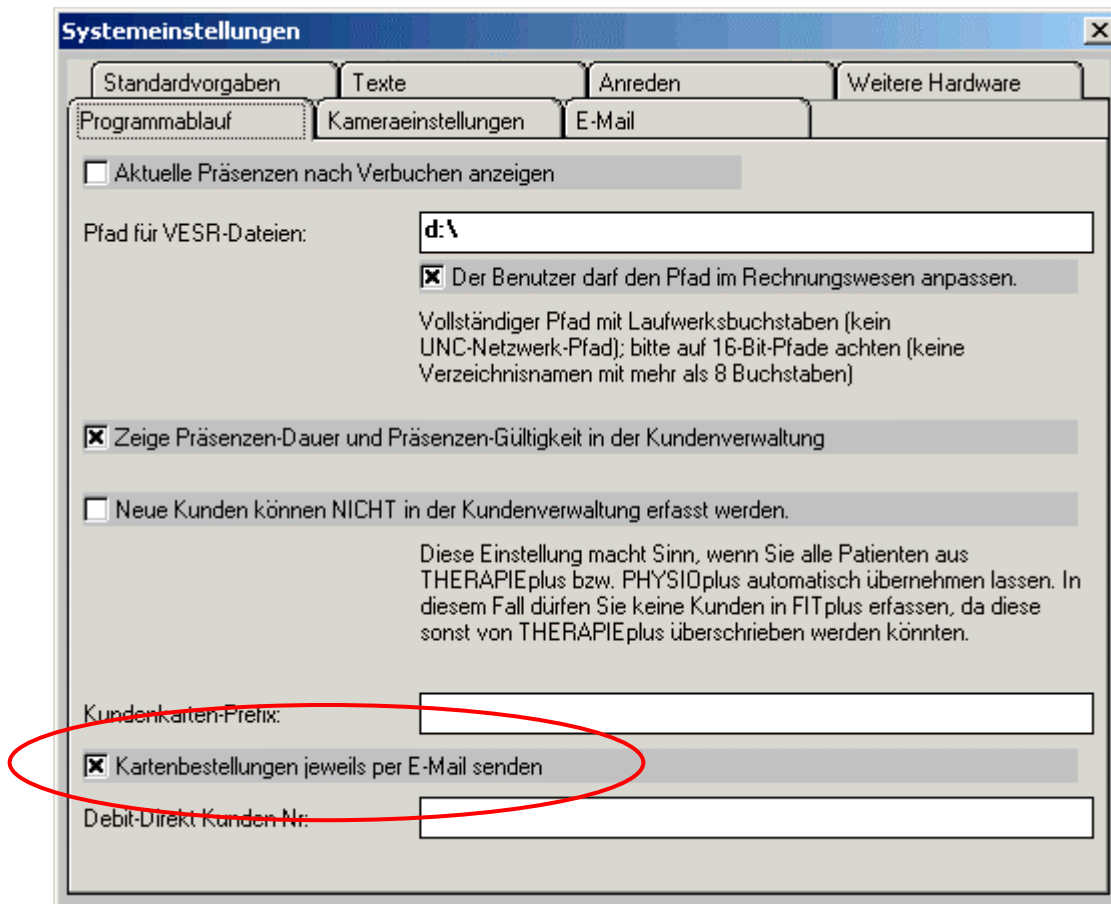 Systemeinstellungen
Standardvorgaben
Texte
Anreden
Weitere Hardware
Programmablauf
Kameraeinstellungen
E-Mail
Aktuelle Präsenzen nach Verbuchen anzeigen
Pfad für VESR-Dateien:
d:\
Der Benutzer darf den Pfad im Rechnungswesen anpassen.
Vollständiger Pfad mit Laufwerksbuchstaben (kein
UNC-Netzwerk-Pfad); bitte auf 16-Bit-Pfade achten (keine
Verzeichnisnamen mit mehr als 8 Buchstaben)
Zeige Präsenzen-Dauer und Präsenzen-Gültigkeit in der Kundenverwaltung
Neue Kunden können NICHT in der Kundenverwaltung erfasst werden.
Diese Einstellung macht Sinn, wenn Sie alle Patienten aus
THERAPIEplus bzw. PHYSIOplus automatisch übernehmen lassen. In
diesem Fall dürfen Sie keine Kunden in FITplus erfassen, da diese
sonst von THERAPIEplus überschrieben werden könnten.
Kundenkarten-Prefix:
Kartenbestellungen jeweils per E-Mail senden
Debit-Direkt Kunden Nr: